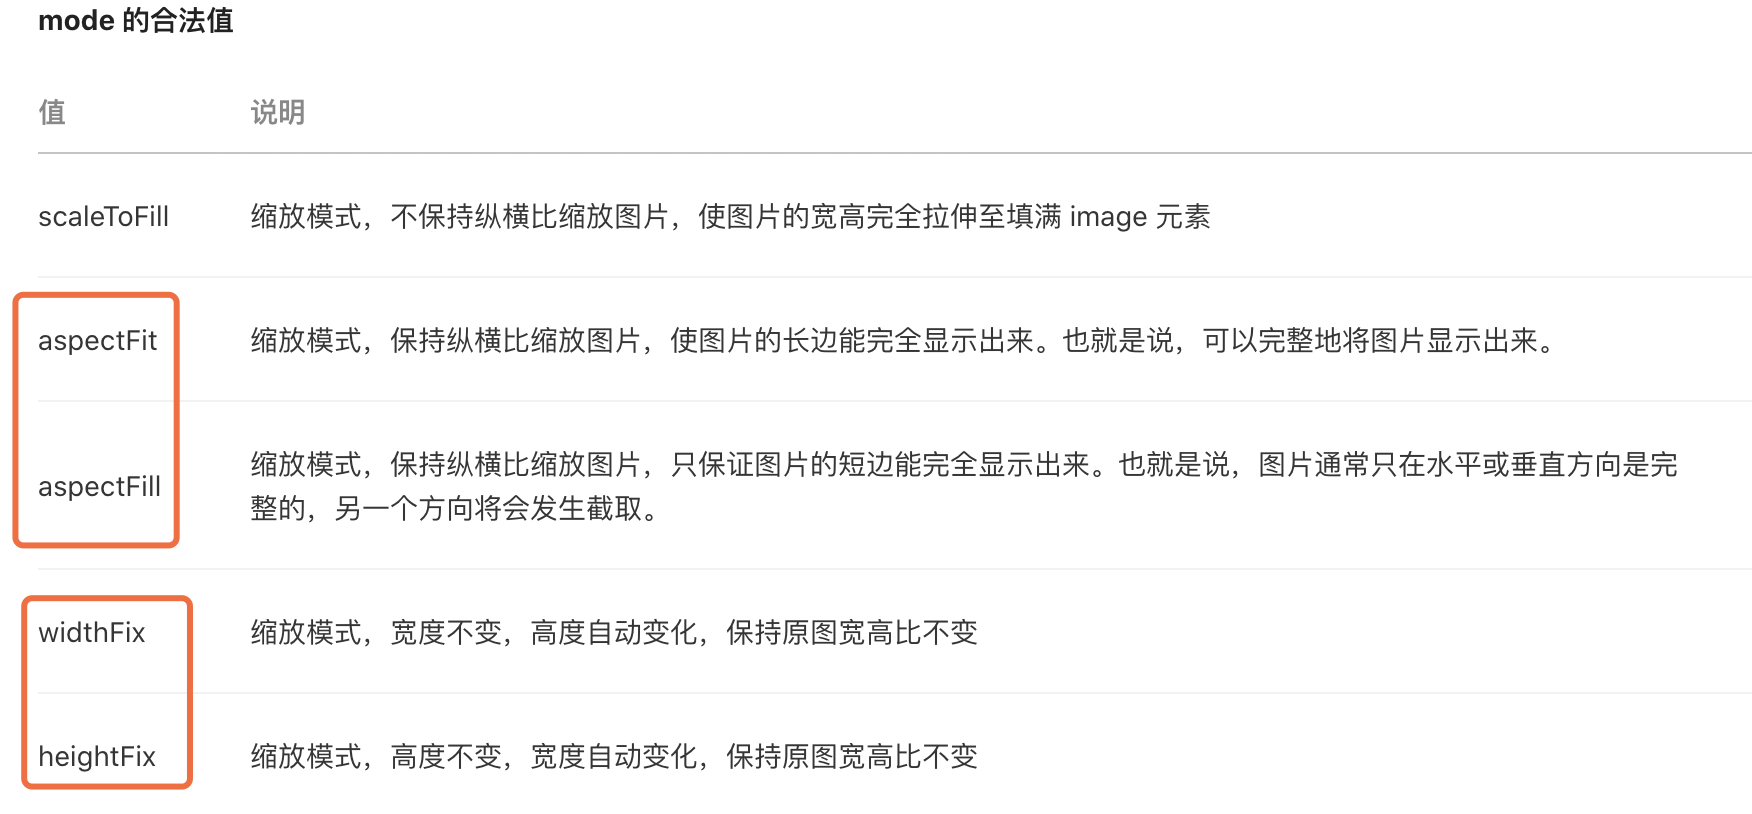 mode 的合法值
值 说明
scaleToFill 缩放模式，不保持纵横比缩放图片，使图片的宽高完全拉伸至填满 image 元素
aspectFit 缩放模式，保持纵横比缩放图片，使图片的长边能完全显示出来。也就是说，可以完整地将图片显示出来。
aspectFill 缩放模式，保持纵横比缩放图片，只保证图片的短边能完全显示出来。也就是说，图片通常只在水平或垂直方向是完
整的，另一个方向将会发生截取。
widthFix 缩放模式，宽度不变，高度自动变化，保持原图宽高比不变
heightFix 缩放模式，高度不变，宽度自动变化，保持原图宽高比不变